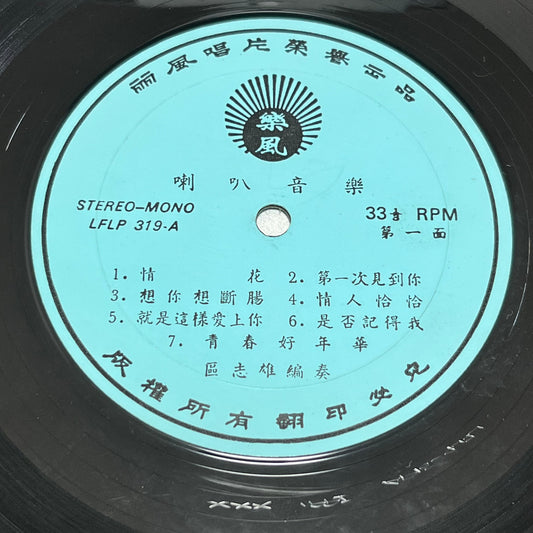 丽風唱片榮譽出品
樂風
喇叭音樂
STEREO-MONO
LFLP 319-A
33⅓ RPM
第一面
1. 情花 2. 第一次見到你
3. 想你想斷腸 4. 情人恰恰
5. 就是這樣愛上你 6. 是否記得我
7. 青春好年華
區志雄編奏
版權所有翻印必究